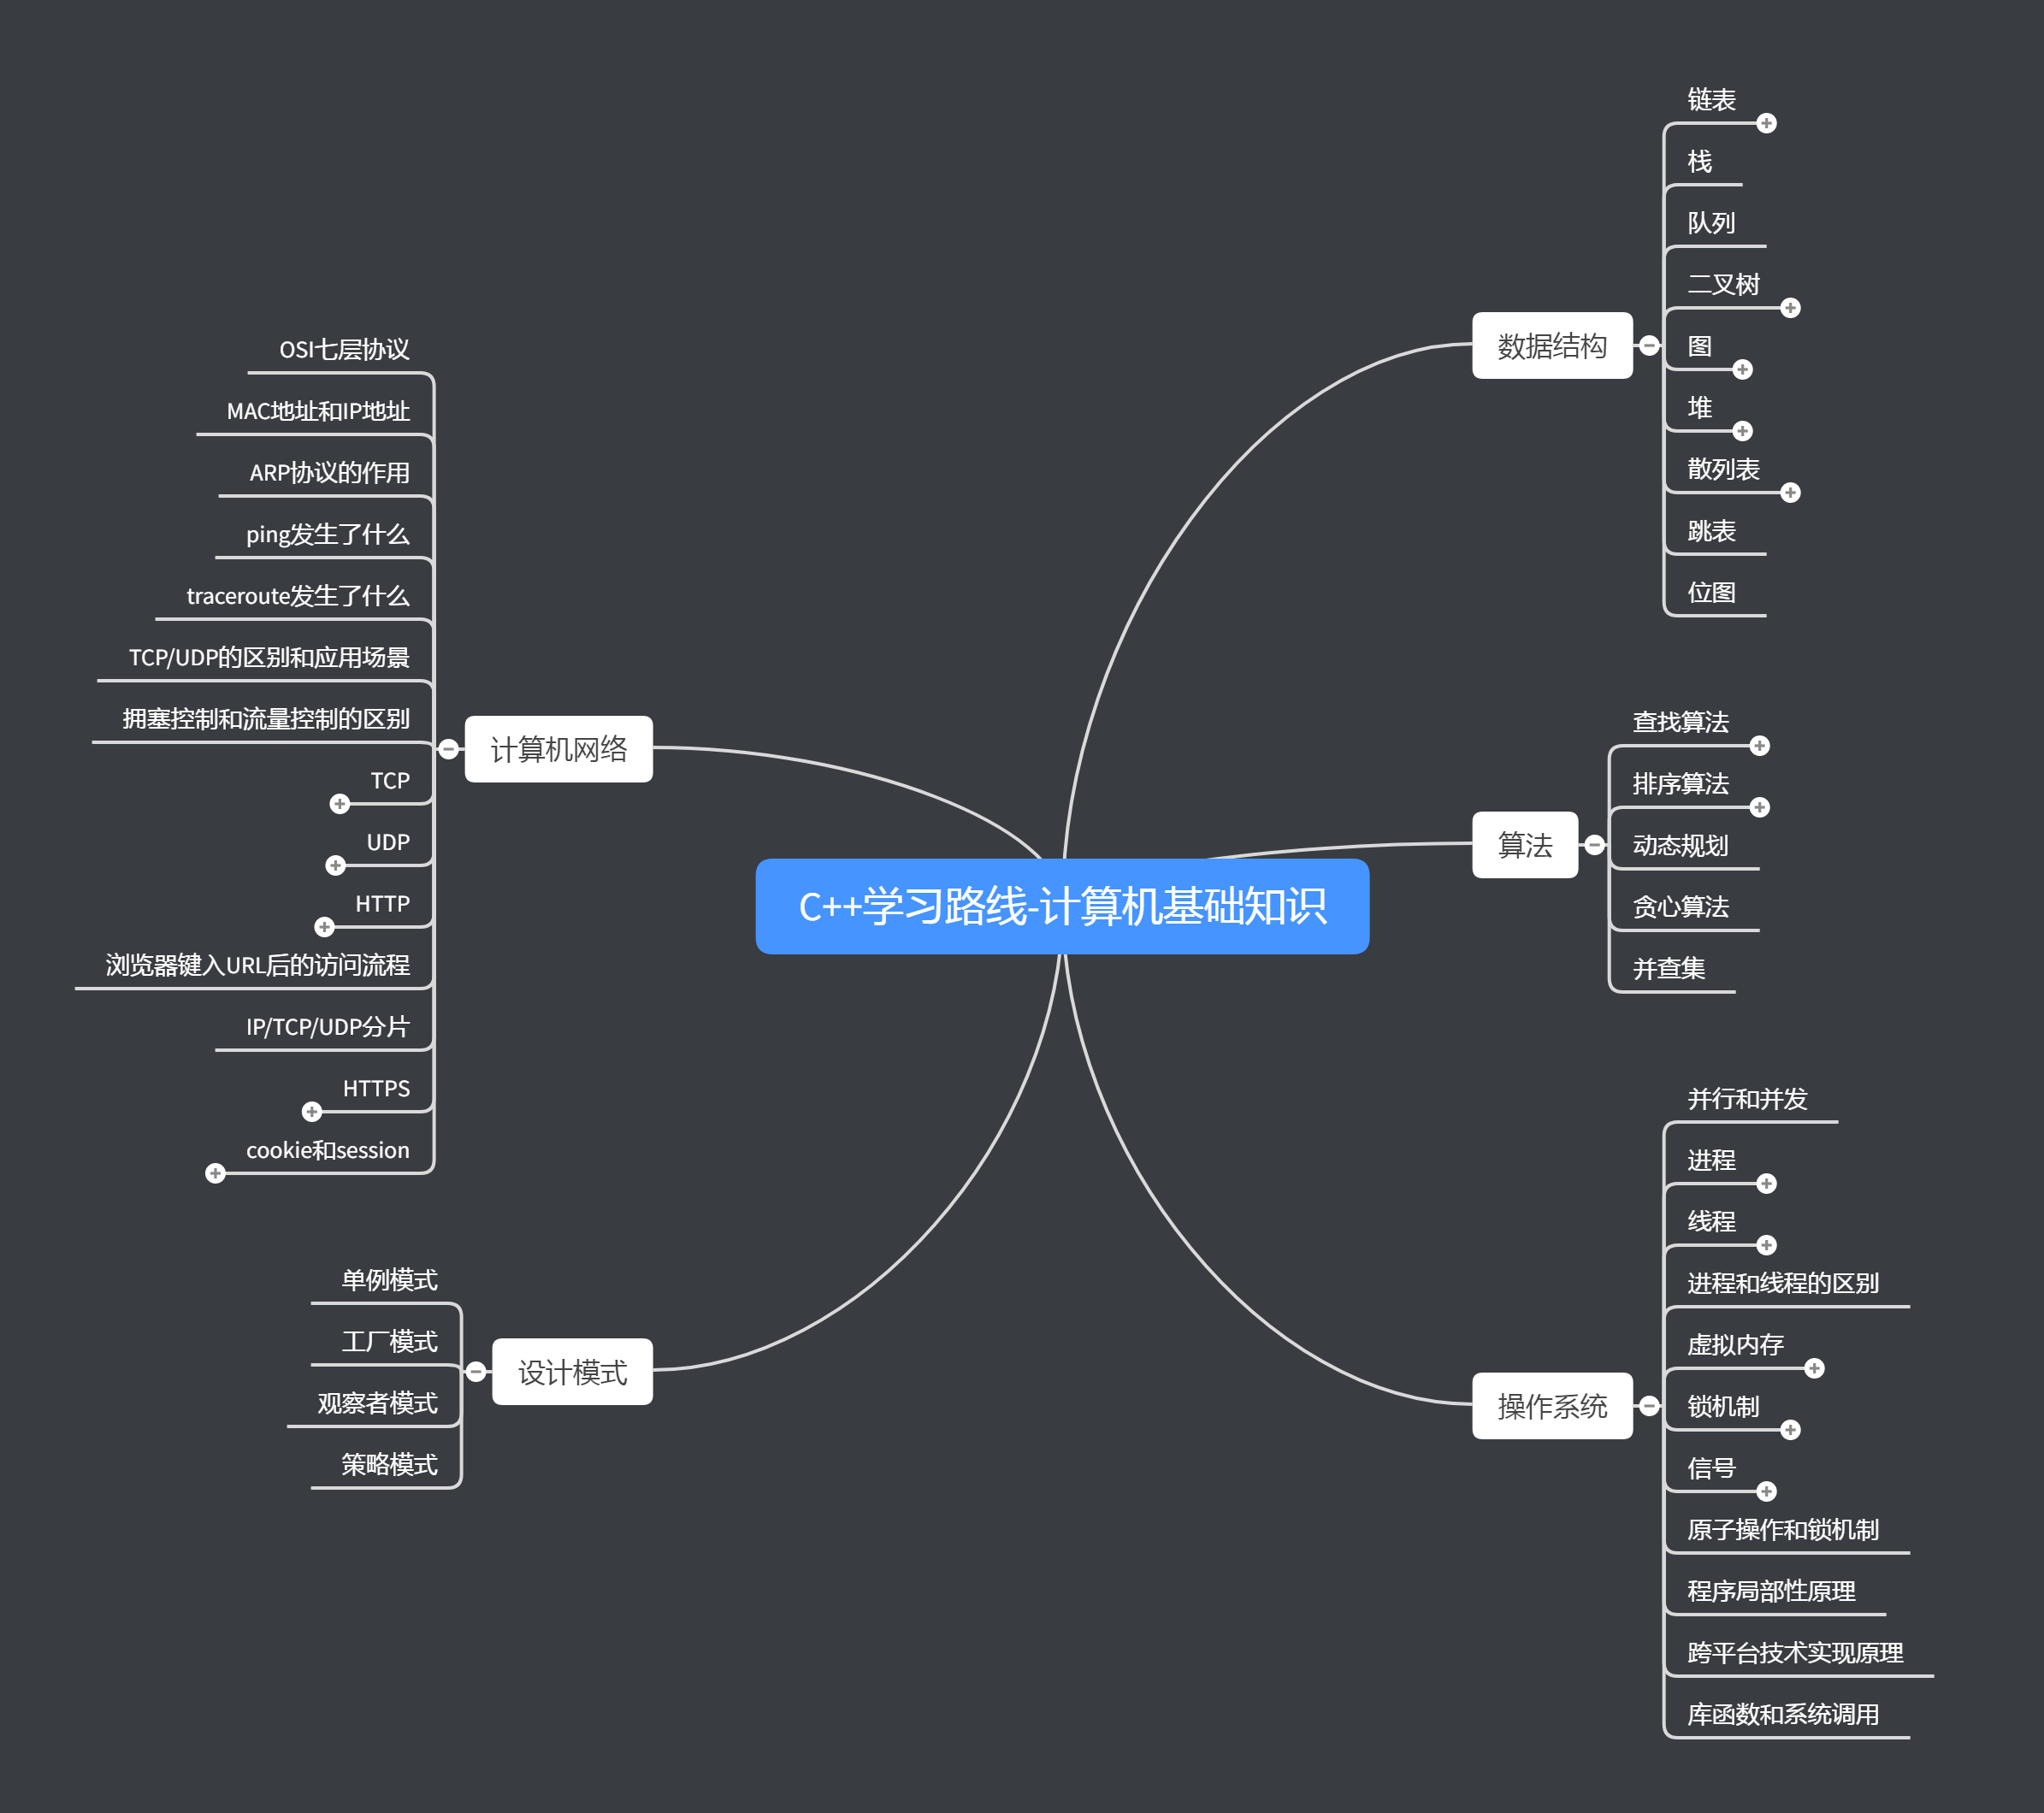 C++学习路线-计算机基础知识
数据结构
链表
栈
队列
二叉树
图
堆
散列表
跳表
位图
算法
查找算法
排序算法
动态规划
贪心算法
并查集
操作系统
并行和并发
进程
线程
进程和线程的区别
虚拟内存
锁机制
信号
原子操作和锁机制
程序局部性原理
跨平台技术实现原理
库函数和系统调用
计算机网络
OSI七层协议
MAC地址和IP地址
ARP协议的作用
ping发生了什么
traceroute发生了什么
TCP/UDP的区别和应用场景
拥塞控制和流量控制的区别
TCP
UDP
HTTP
浏览器键入URL后的访问流程
IP/TCP/UDP分片
HTTPS
cookie和session
设计模式
单例模式
工厂模式
观察者模式
策略模式